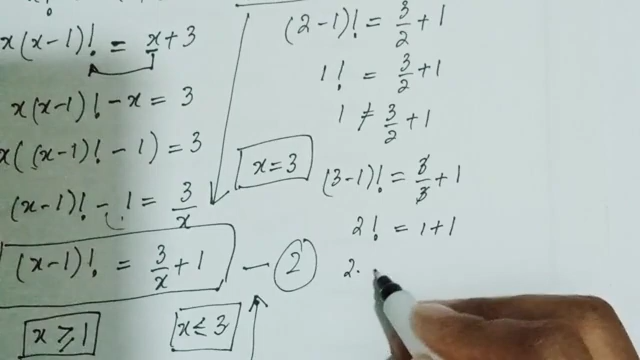 x(x-1)! = x+3
x(x-1)! - x = 3
x((x-1)! - 1) = 3
(x-1)! - 1 = 3/x
(x-1)! = 3/x + 1 — 2
x ≥ 1
x ≤ 3
(2-1)! = 3/2 + 1
1! = 3/2 + 1
1 ≠ 3/2 + 1
x = 3
(3-1)! = 3/3 + 1
2! = 1+1
2.